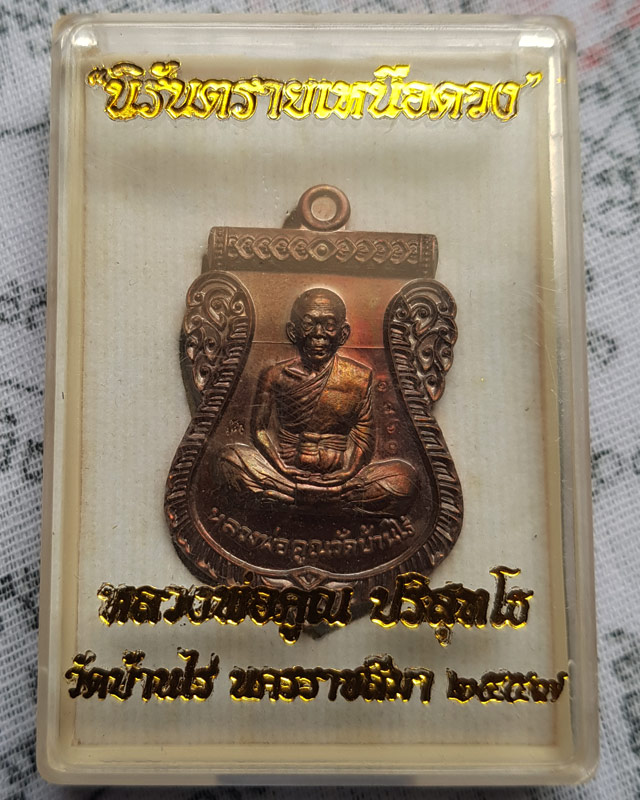 “นิรันตรายเหนือดวง”
หลวงพ่อคูณวัดบ้านไร่
หลวงพ่อคูณ ปริสุทโธ
วัดบ้านไร่ นครราชสีมา ๒๕๕๗